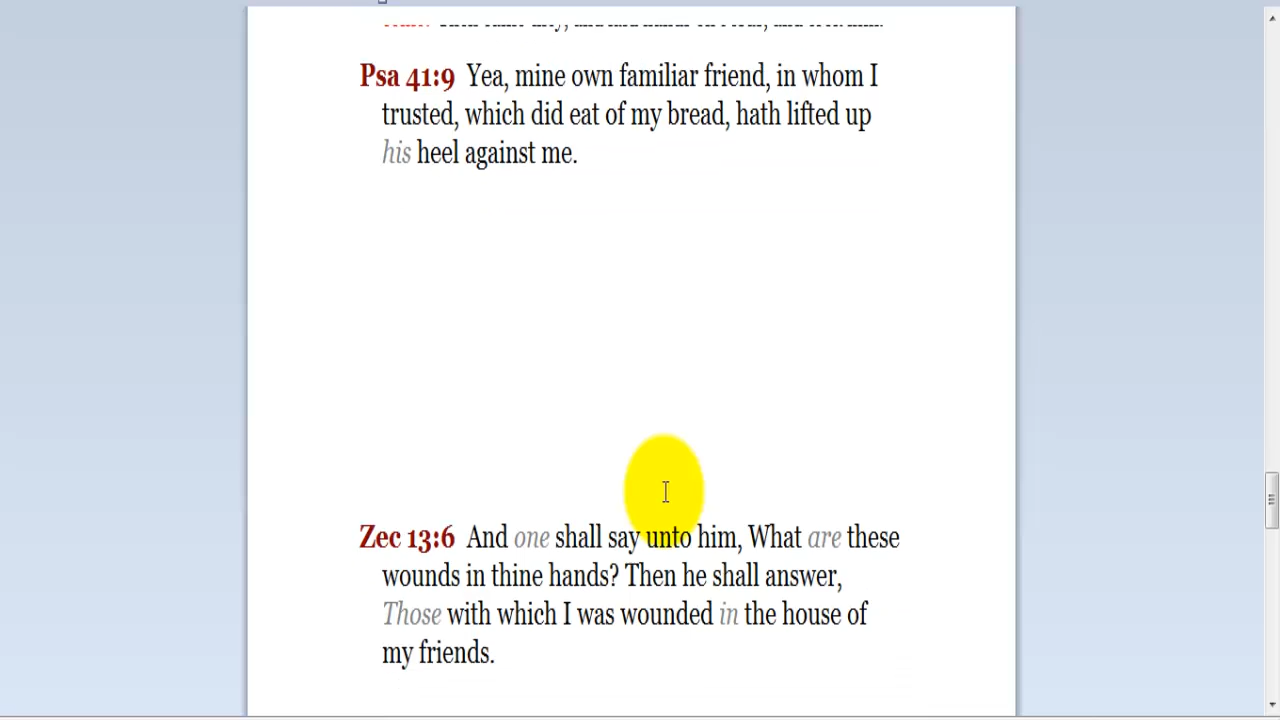 Psa 41:9 Yea, mine own familiar friend, in whom I
trusted, which did eat of my bread, hath lifted up
his heel against me.
Zec 13:6 And one shall say unto him, What are these
wounds in thine hands? Then he shall answer,
Those with which I was wounded in the house of
my friends.